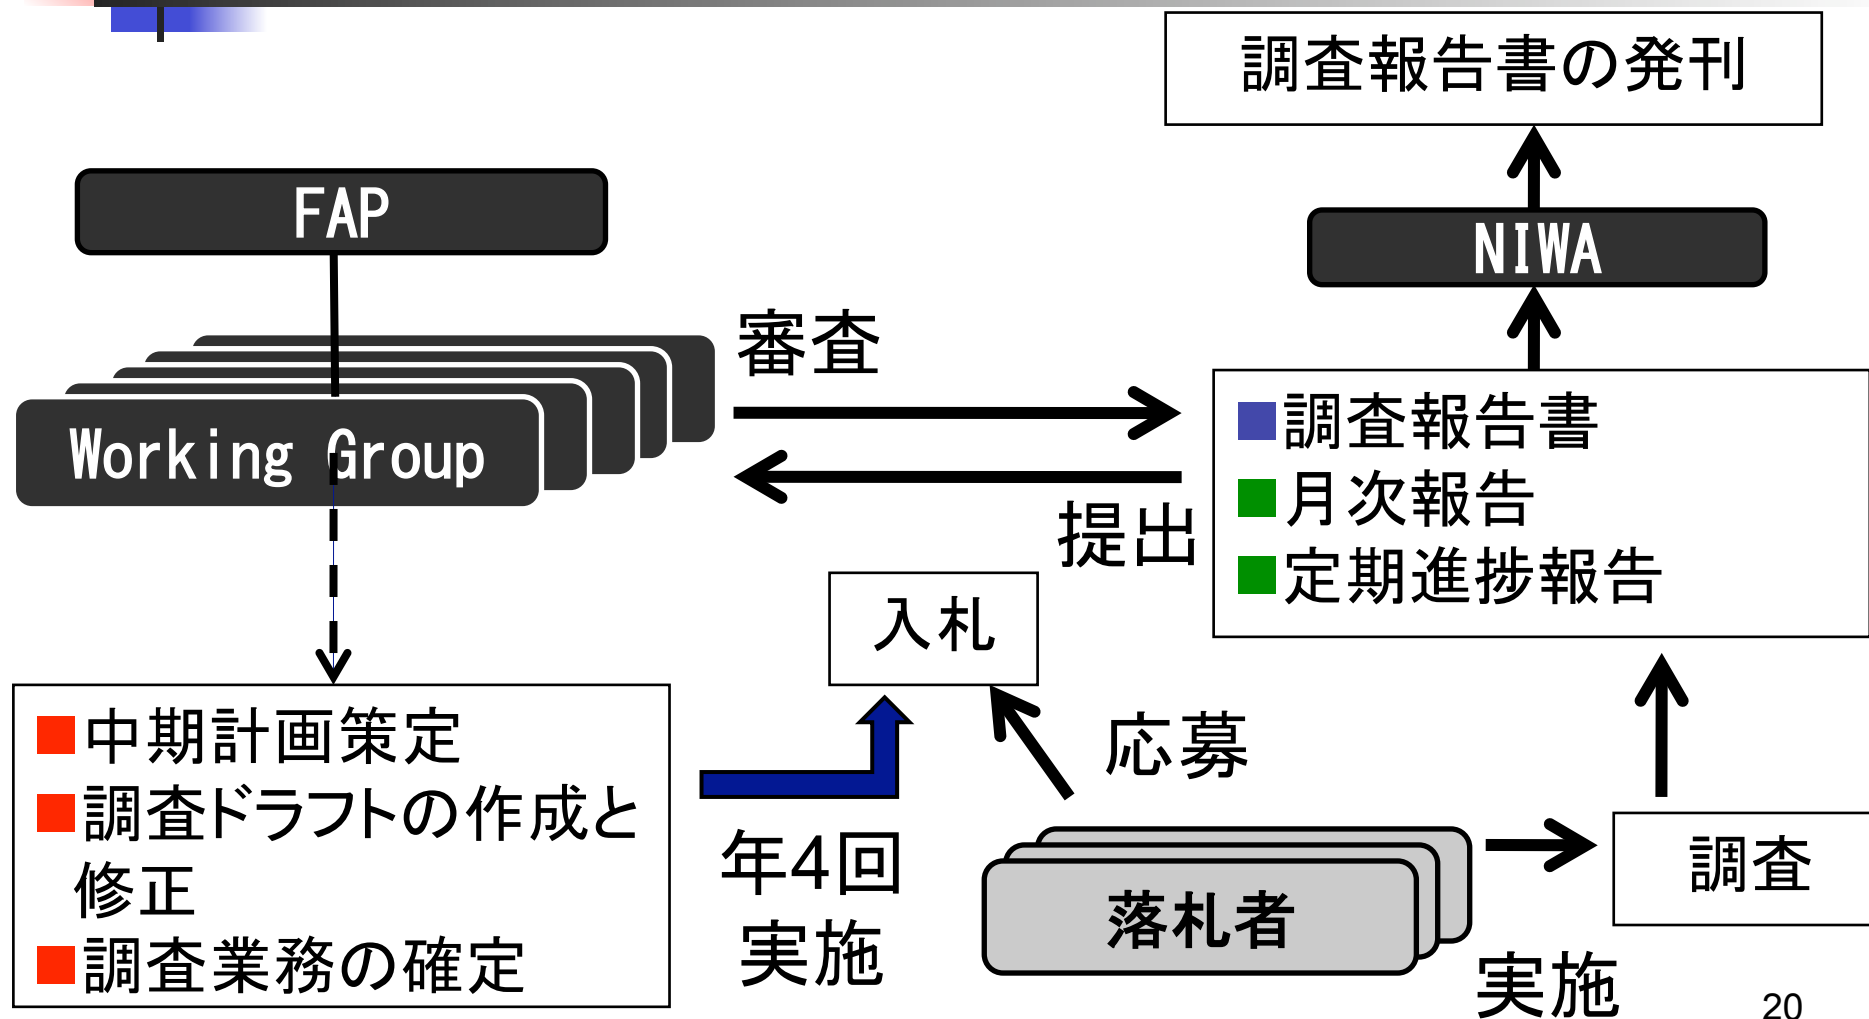 調査報告書の発刊
FAP
NIWA
審査
Working Group
■調査報告書
■月次報告
■定期進捗報告
提出
入札
■中期計画策定
■調査ドラフトの作成と
修正
■調査業務の確定
応募
年4回
実施
落札者
調査
実施
20